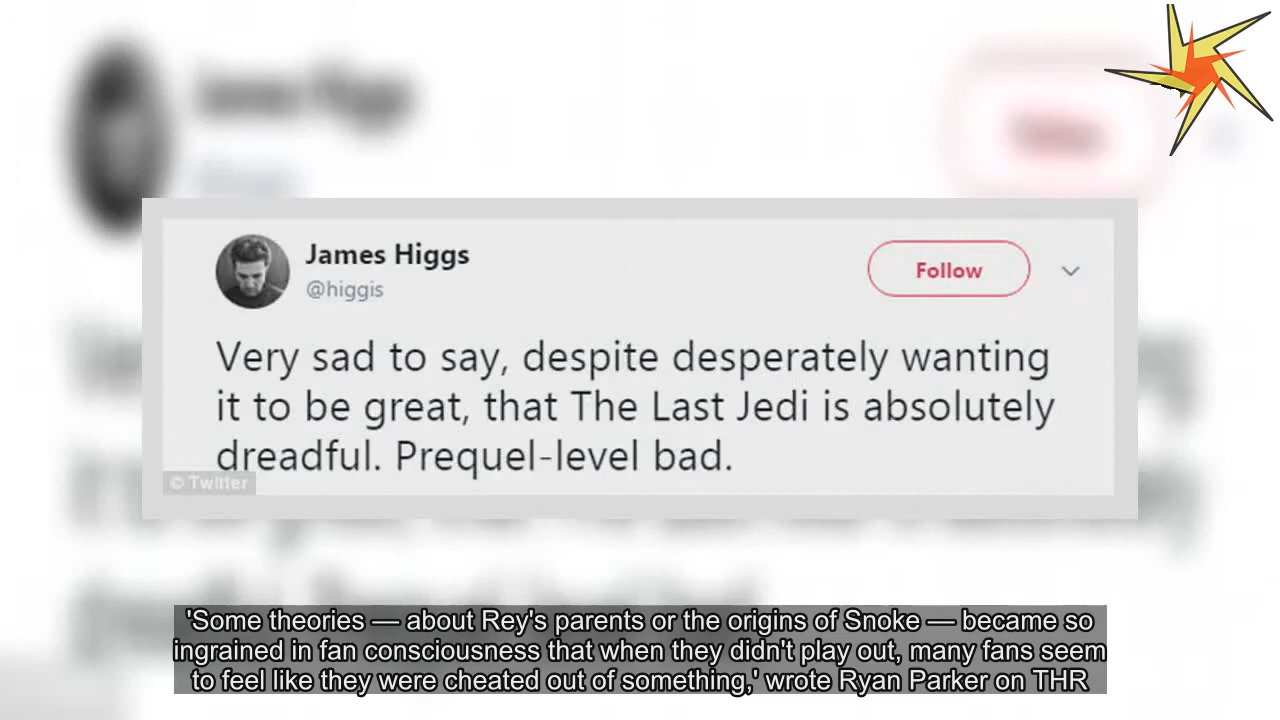 James Higgs
@higgis
Follow
Very sad to say, despite desperately wanting
it to be great, that The Last Jedi is absolutely
dreadful. Prequel-level bad.
© Twitter
'Some theories — about Rey's parents or the origins of Snoke — became so
ingrained in fan consciousness that when they didn't play out, many fans seem
to feel like they were cheated out of something,' wrote Ryan Parker on THR